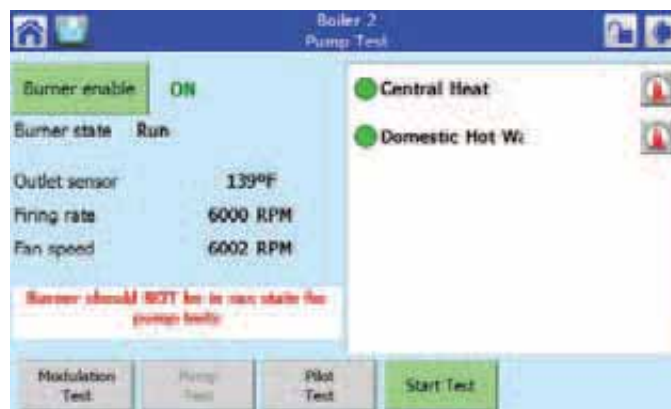 Boiler 2
Pump Test
Burner enable ON
Burner state Run
Outlet sensor 139°F
Firing rate 6000 RPM
Fan speed 6002 RPM
Burner should NOT be in run state for
pump tests
Central Heat
Domestic Hot Wa
Modulation
Test
Pump
Test
Pilot
Test
Start Test